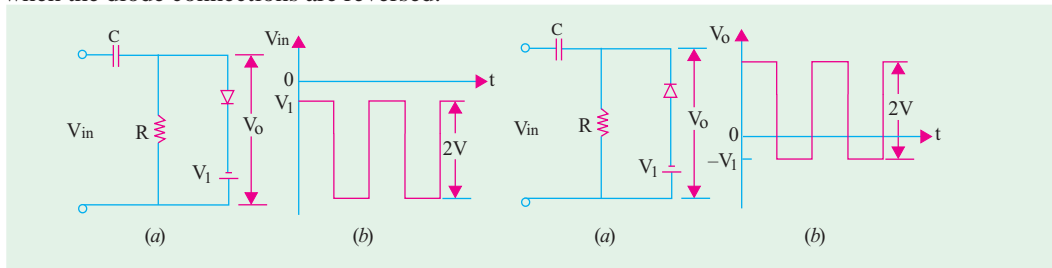 when the diode connections are reversed.
C
Vin
R
V1
Vo
(a)
Vin
0
V1
t
2V
(b)
C
Vin
R
V1
Vo
(a)
Vo
0
−V1
t
2V
(b)